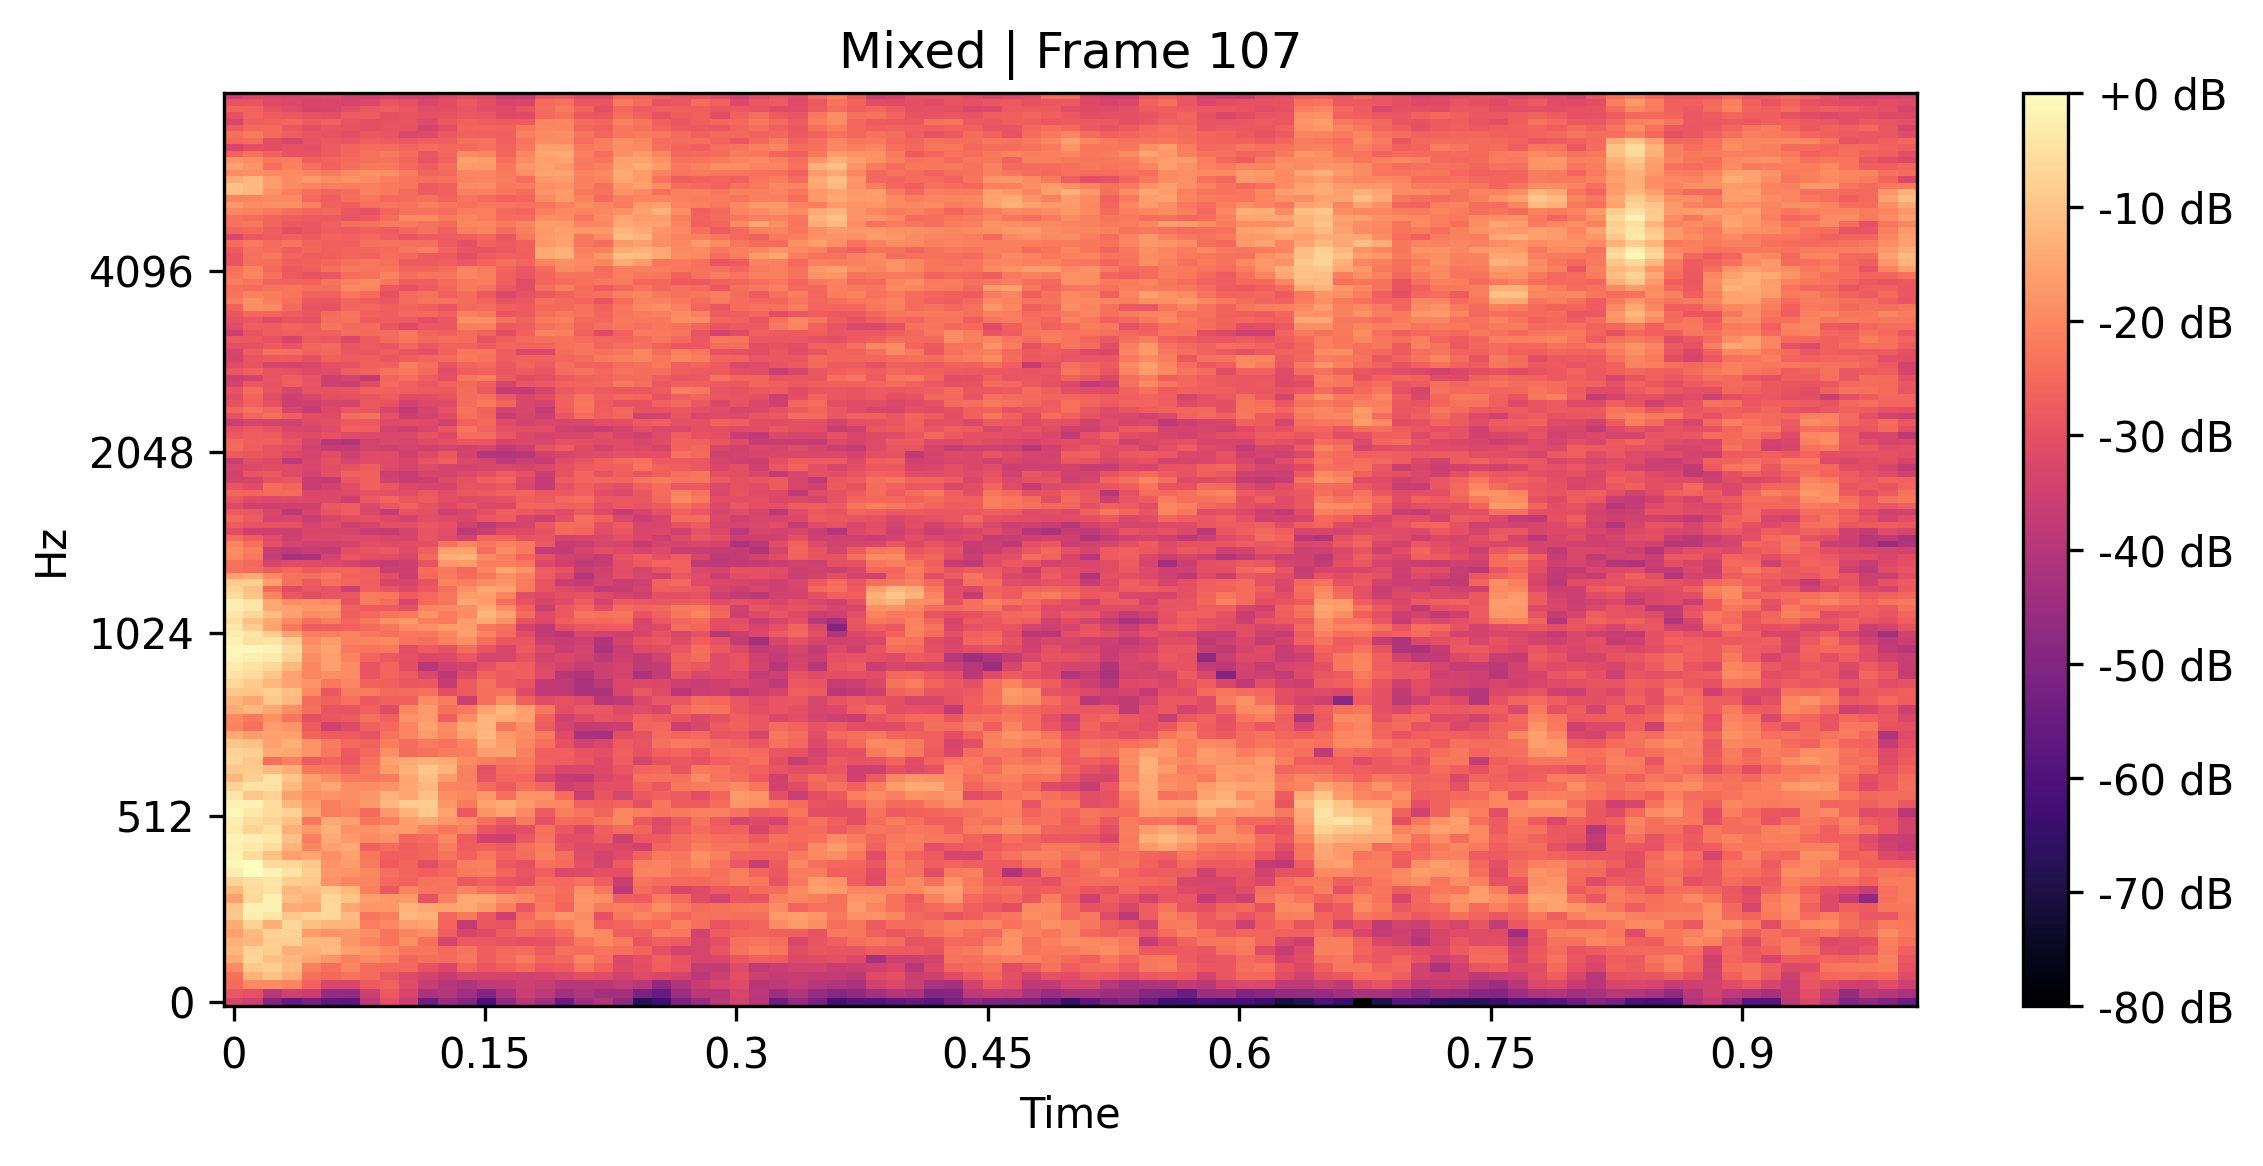 Mixed | Frame 107
+0 dB
-10 dB
-20 dB
-30 dB
-40 dB
-50 dB
-60 dB
-70 dB
-80 dB
Hz
4096
2048
1024
512
0
0 0.15 0.3 0.45 0.6 0.75 0.9
Time